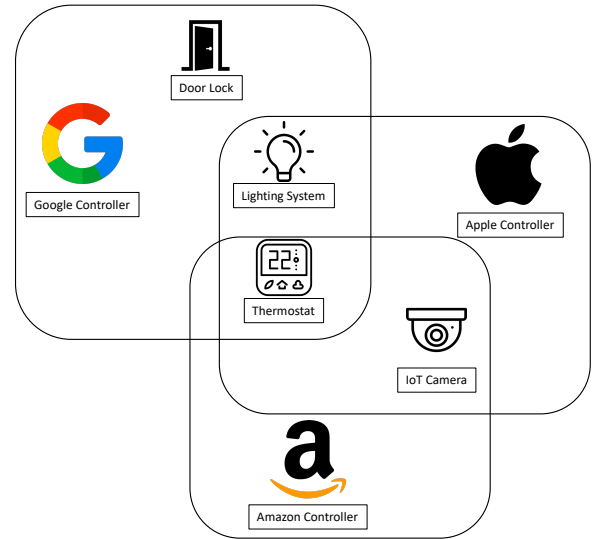 Door Lock
Google Controller
Lighting System
Apple Controller
22
Thermostat
IoT Camera
Amazon Controller